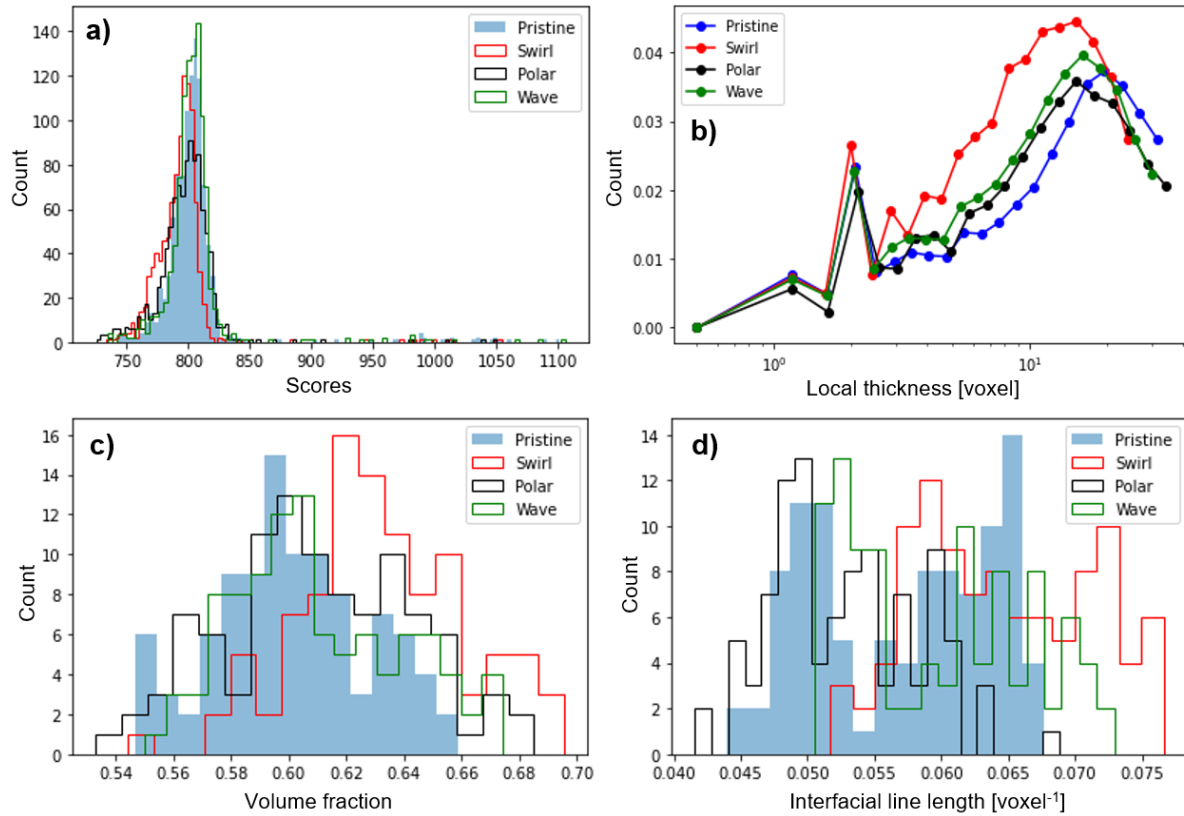 a)
Pristine
Swirl
Polar
Wave
140
120
100
80
60
40
20
0
Count
750 800 850 900 950 1000 1050 1100
Scores
b)
Pristine
Swirl
Polar
Wave
0.04
0.03
0.02
0.01
0.00
Count
10⁰ 10¹
Local thickness [voxel]
c)
Pristine
Swirl
Polar
Wave
16
14
12
10
8
6
4
2
0
Count
0.54 0.56 0.58 0.60 0.62 0.64 0.66 0.68 0.70
Volume fraction
d)
Pristine
Swirl
Polar
Wave
14
12
10
8
6
4
2
0
Count
0.040 0.045 0.050 0.055 0.060 0.065 0.070 0.075
Interfacial line length [voxel⁻¹]